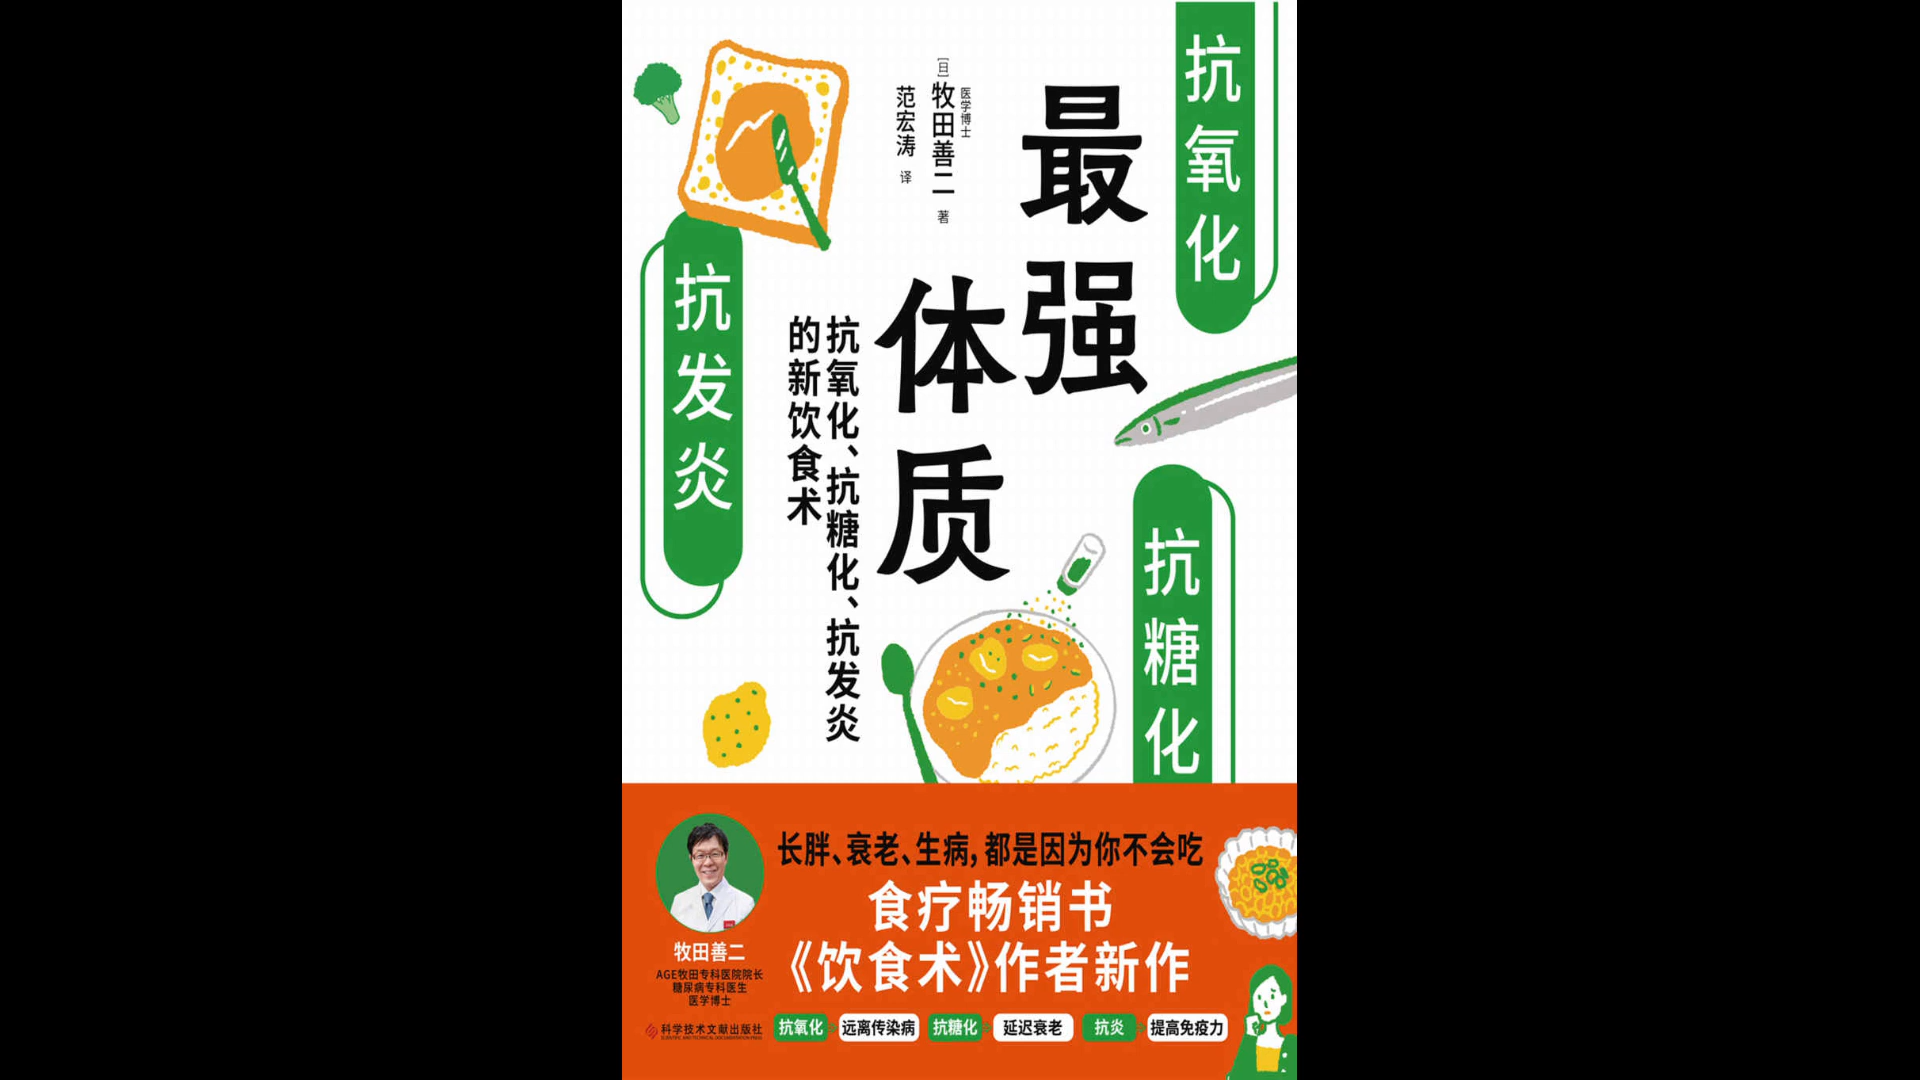 抗氧化
最强
体质
医学博士
[日]牧田善二 著
范宏涛 译
抗氧化、抗糖化、抗发炎
的新饮食术
抗发炎
抗糖化
长胖、衰老、生病，都是因为你不会吃
食疗畅销书
《饮食术》作者新作
牧田善二
AGE牧田专科医院院长
糖尿病专科医生
医学博士
科学技术文献出版社
SCIENTIFIC AND TECHNICAL DOCUMENTATION PRESS
抗氧化 远离传染病 抗糖化 延迟衰老 抗炎 提高免疫力